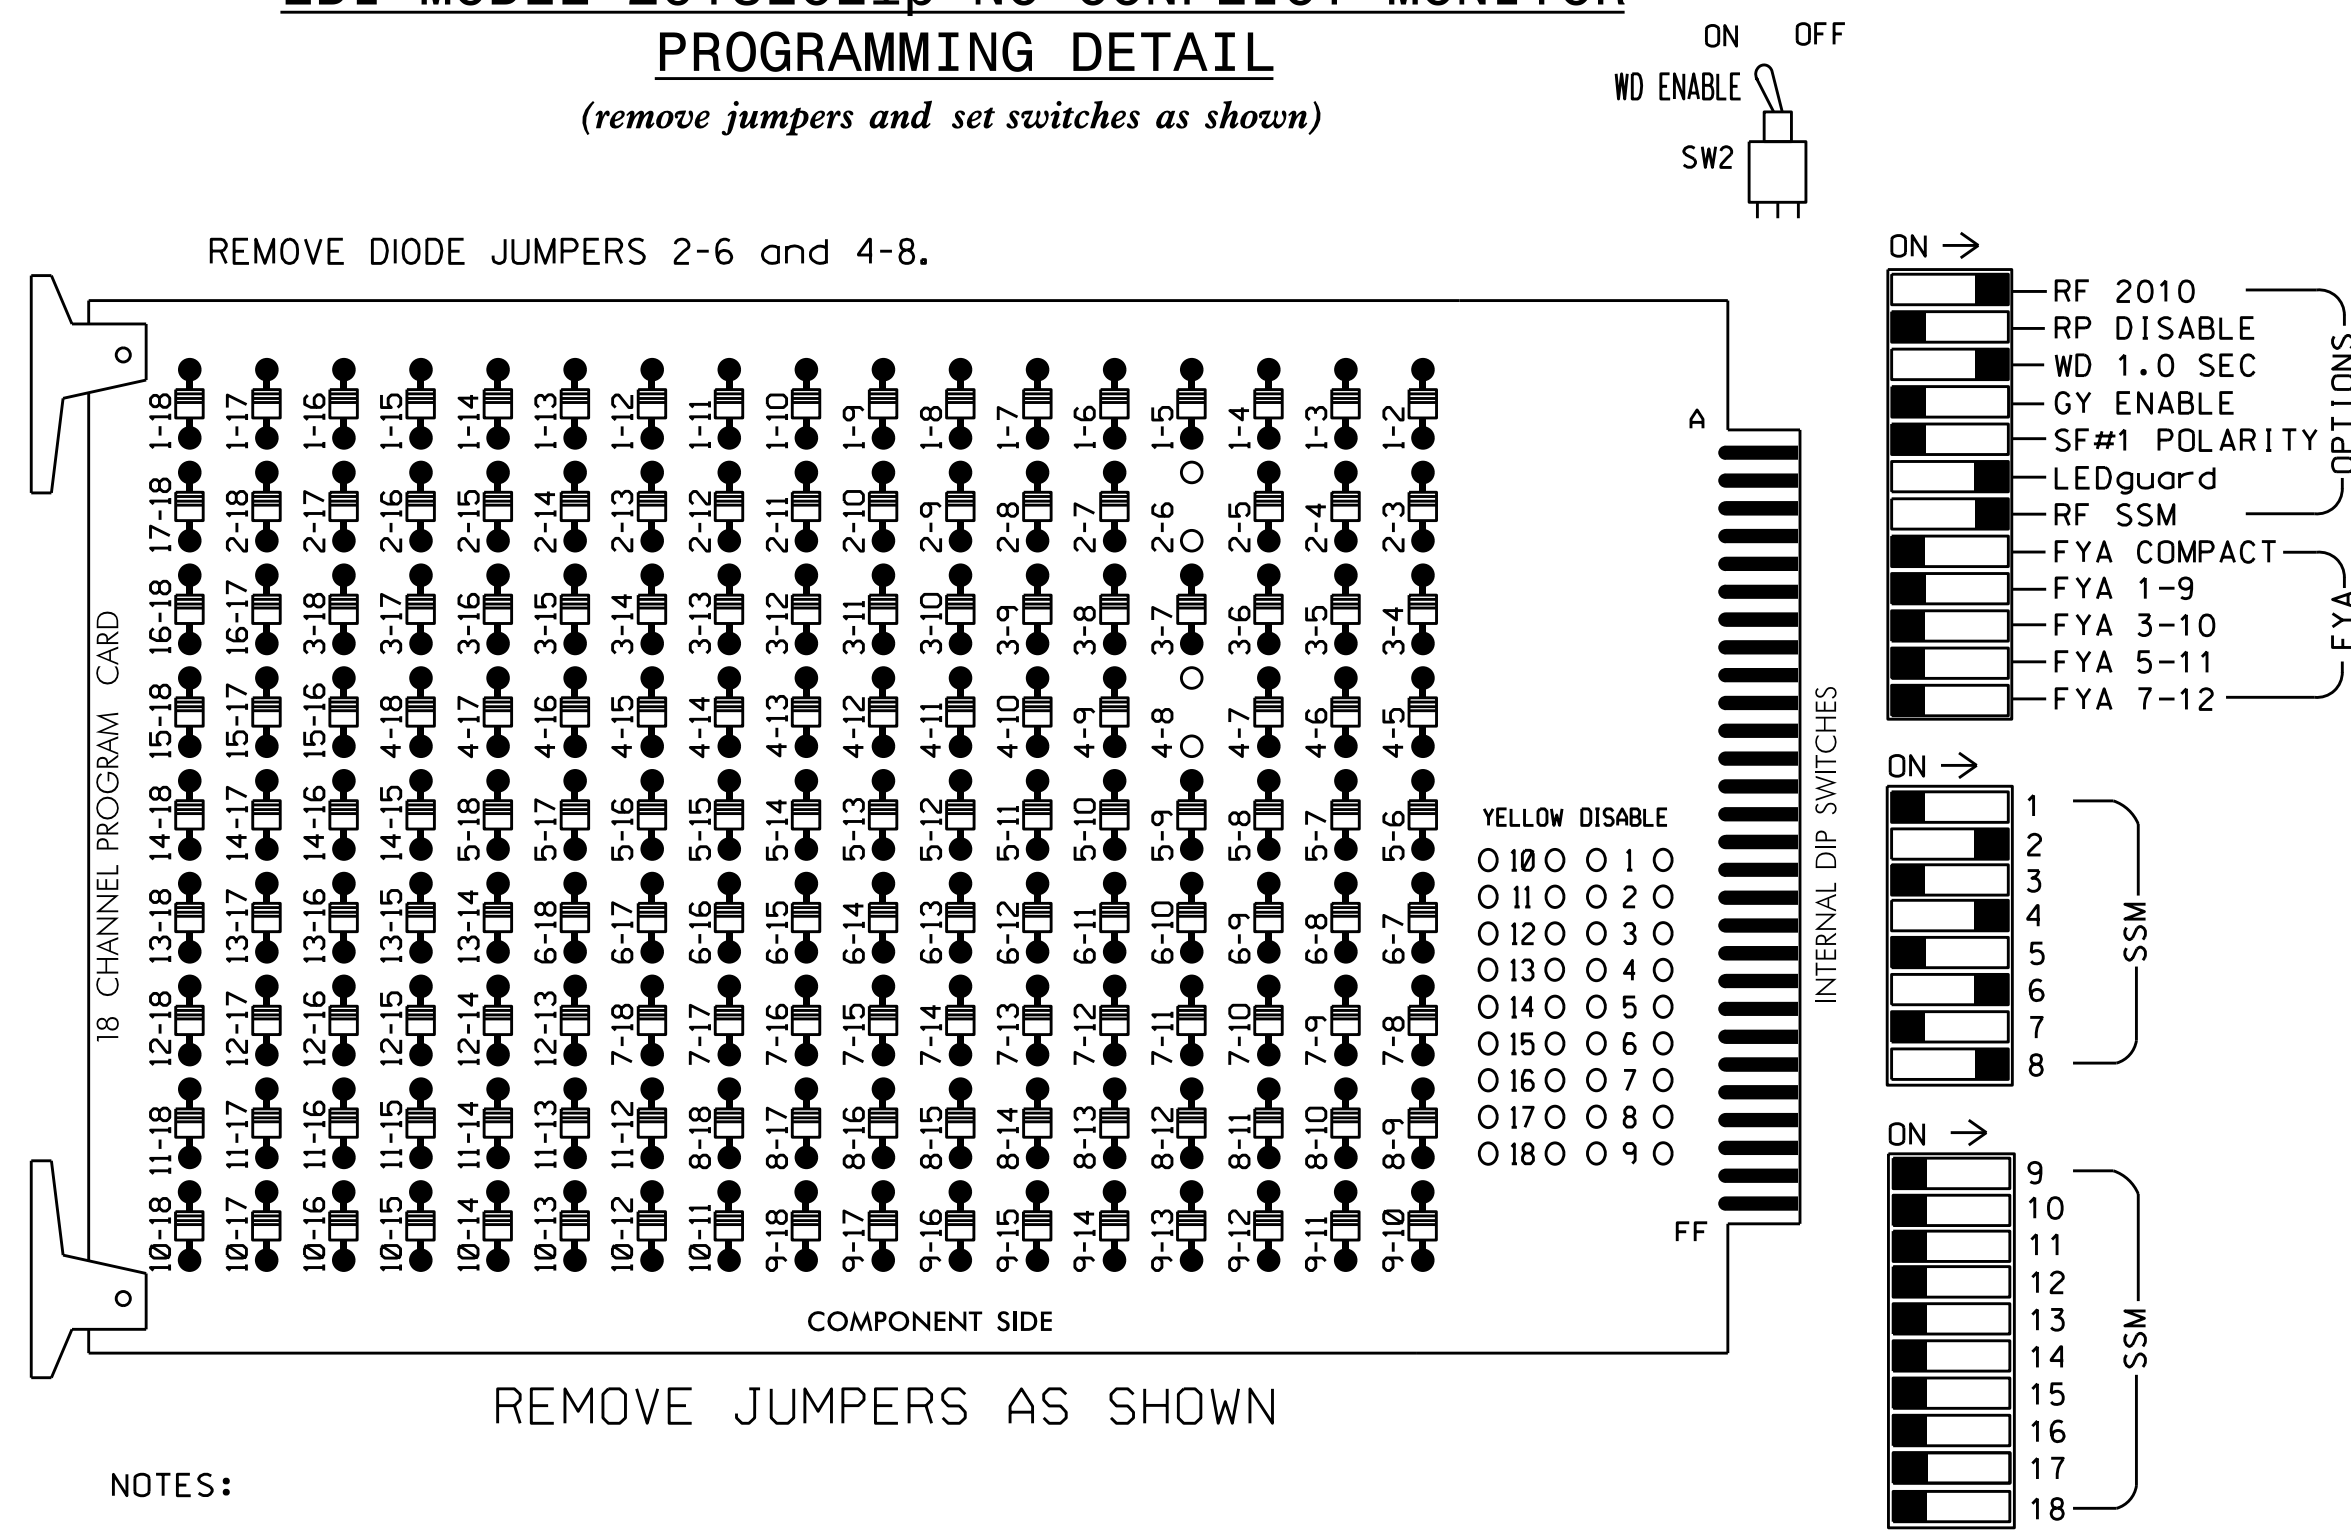 PROGRAMMING DETAIL
(remove jumpers and set switches as shown)
ON OFF
WD ENABLE
SW2
REMOVE DIODE JUMPERS 2-6 and 4-8.
18 CHANNEL PROGRAM CARD
1-18 1-17 1-16 1-15 1-14 1-13 1-12 1-11 1-10 1-9 1-8 1-7 1-6 1-5 1-4 1-3 1-2
17-18 2-18 2-17 2-16 2-15 2-14 2-13 2-12 2-11 2-10 2-9 2-8 2-7 2-6 2-5 2-4 2-3
16-18 16-17 3-18 3-17 3-16 3-15 3-14 3-13 3-12 3-11 3-10 3-9 3-8 3-7 3-6 3-5 3-4
15-18 15-17 15-16 4-18 4-17 4-16 4-15 4-14 4-13 4-12 4-11 4-10 4-9 4-8 4-7 4-6 4-5
14-18 14-17 14-16 14-15 5-18 5-17 5-16 5-15 5-14 5-13 5-12 5-11 5-10 5-9 5-8 5-7 5-6
13-18 13-17 13-16 13-15 13-14 6-18 6-17 6-16 6-15 6-14 6-13 6-12 6-11 6-10 6-9 6-8 6-7
12-18 12-17 12-16 12-15 12-14 12-13 7-18 7-17 7-16 7-15 7-14 7-13 7-12 7-11 7-10 7-9 7-8
11-18 11-17 11-16 11-15 11-14 11-13 11-12 8-18 8-17 8-16 8-15 8-14 8-13 8-12 8-11 8-10 8-9
10-18 10-17 10-16 10-15 10-14 10-13 10-12 10-11 9-18 9-17 9-16 9-15 9-14 9-13 9-12 9-11 9-10
YELLOW DISABLE
10 1
11 2
12 3
13 4
14 5
15 6
16 7
17 8
18 9
A
FF
COMPONENT SIDE
INTERNAL DIP SWITCHES
ON
RF 2010
RP DISABLE
WD 1.0 SEC
GY ENABLE
SF#1 POLARITY
LEDguard
RF SSM
OPTIONS
FYA COMPACT
FYA 1-9
FYA 3-10
FYA 5-11
FYA 7-12
FYA
ON
1
2
3
4
5
6
7
8
SSM
ON
9
10
11
12
13
14
15
16
17
18
SSM
REMOVE JUMPERS AS SHOWN
NOTES: